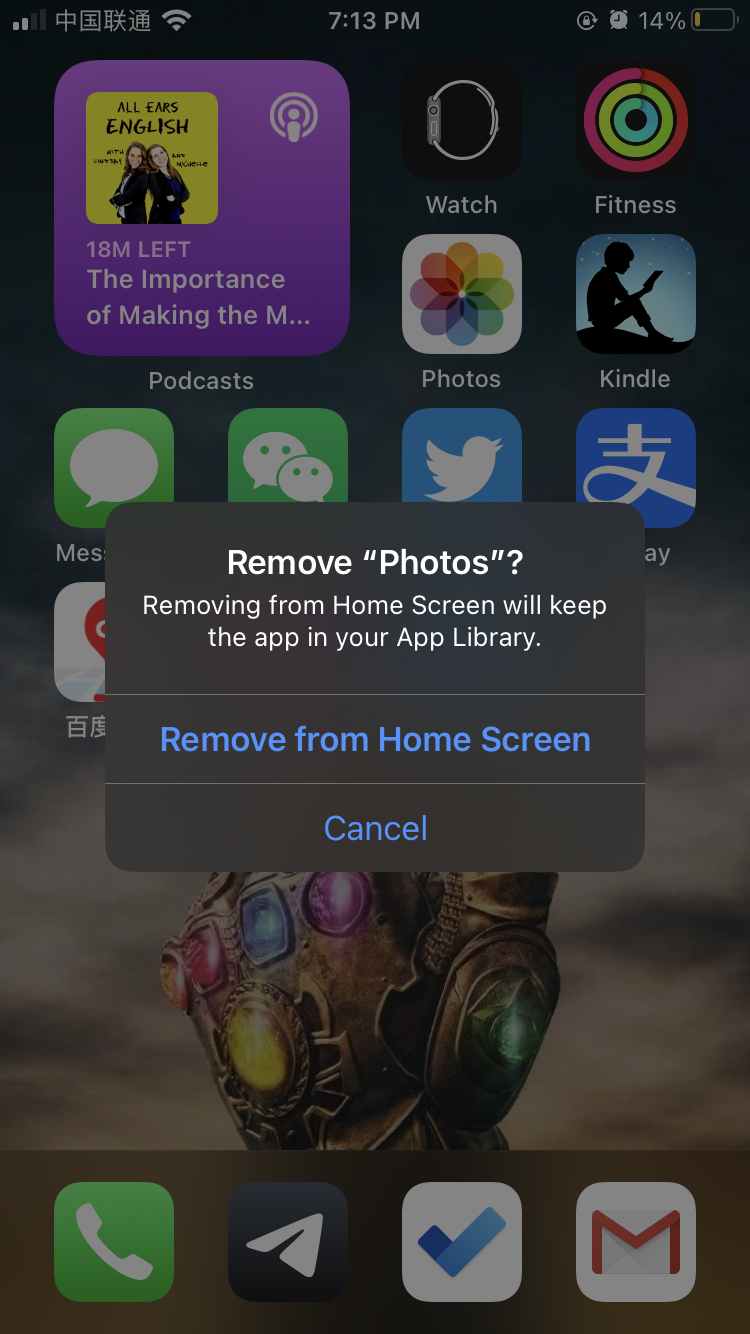 中国联通
7:13 PM
14%
ALL EARS
ENGLISH
WITH
LINDSAY
AND
MICHELLE
18M LEFT
The Importance
of Making the M...
Podcasts
Watch
Fitness
Photos
Kindle
支
Mes
ay
Remove “Photos”?
Removing from Home Screen will keep
the app in your App Library.
百度
Remove from Home Screen
Cancel